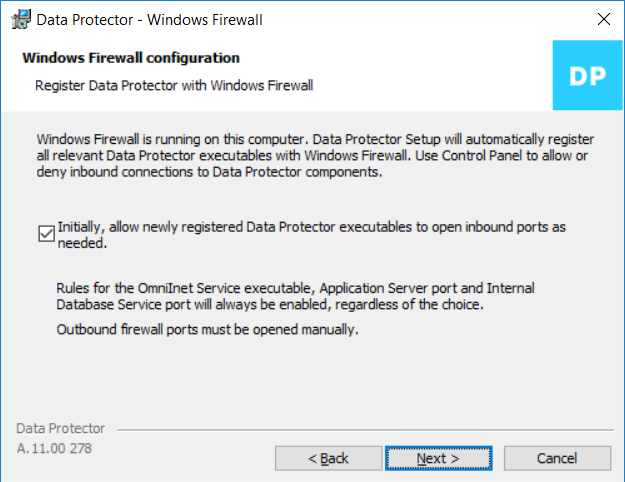 Data Protector - Windows Firewall
Windows Firewall configuration
Register Data Protector with Windows Firewall
DP
Windows Firewall is running on this computer. Data Protector Setup will automatically register
all relevant Data Protector executables with Windows Firewall. Use Control Panel to allow or
deny inbound connections to Data Protector components.
Initially, allow newly registered Data Protector executables to open inbound ports as
needed.
Rules for the OmniInet Service executable, Application Server port and Internal
Database Service port will always be enabled, regardless of the choice.
Outbound firewall ports must be opened manually.
Data Protector
A.11.00 278
< Back
Next >
Cancel